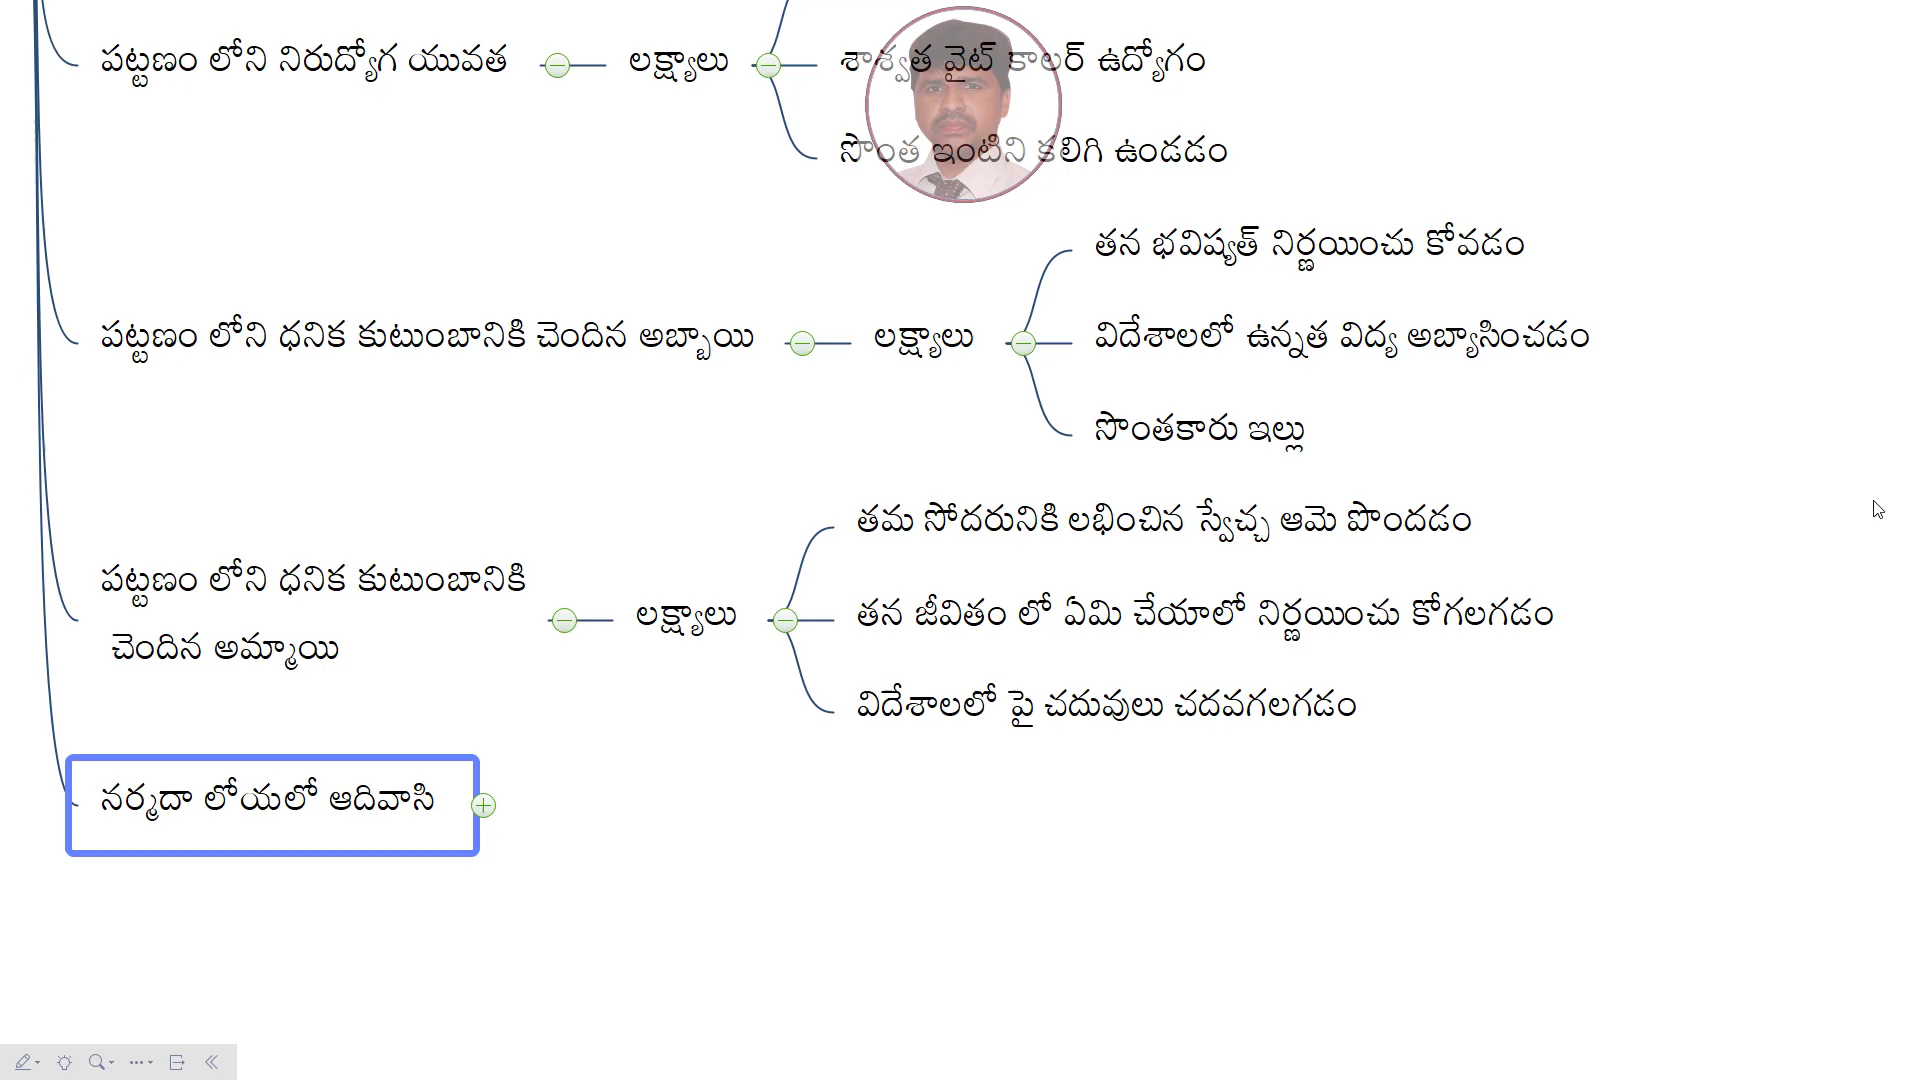 పట్టణం లోని నిరుద్యోగ యువత
లక్ష్యాలు
శాశ్వత వైట్ కాలర్ ఉద్యోగం
సొంత ఇంటిని కలిగి ఉండడం
పట్టణం లోని ధనిక కుటుంబానికి చెందిన అబ్బాయి
లక్ష్యాలు
తన భవిష్యత్ నిర్ణయించు కోవడం
విదేశాలలో ఉన్నత విద్య అబ్యాసించడం
సొంతకారు ఇల్లు
పట్టణం లోని ధనిక కుటుంబానికి
చెందిన అమ్మాయి
లక్ష్యాలు
తమ సోదరునికి లభించిన స్వేచ్చ ఆమె పొందడం
తన జీవితం లో ఏమి చేయాలో నిర్ణయించు కోగలగడం
విదేశాలలో పై చదువులు చదవగలగడం
నర్మదా లోయలో ఆదివాసి